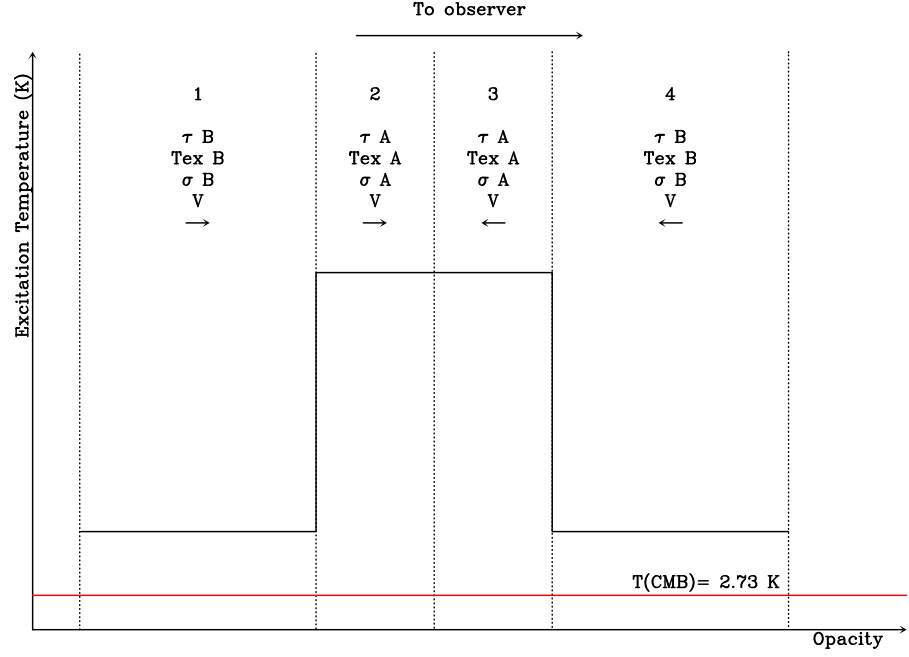 To observer
Excitation Temperature (K)
1
τ B
Tex B
σ B
V
2
τ A
Tex A
σ A
V
3
τ A
Tex A
σ A
V
4
τ B
Tex B
σ B
V
T(CMB)= 2.73 K
Opacity